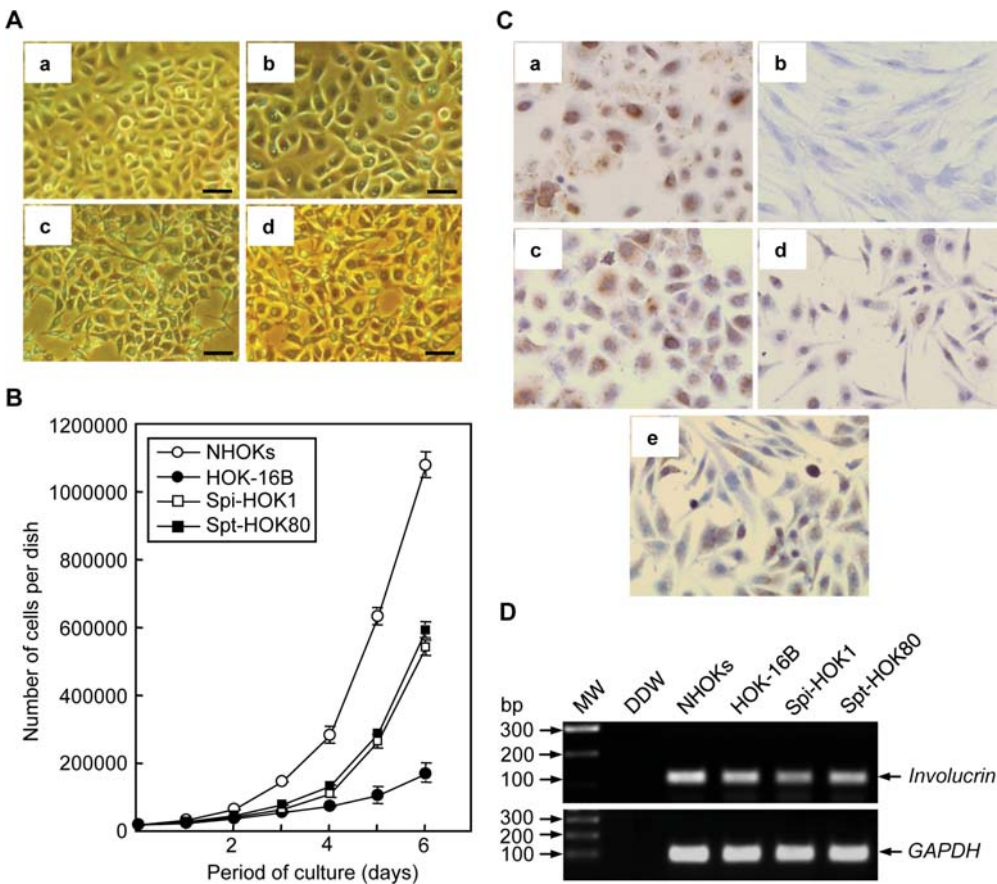 A
a
b
c
d
B
1200000
1000000
800000
600000
400000
200000
0
2
4
6
Number of cells per dish
Period of culture (days)
NHOKs
HOK-16B
Spi-HOK1
Spt-HOK80
C
a
b
c
d
e
D
bp
MW
DDW
NHOKs
HOK-16B
Spi-HOK1
Spt-HOK80
300
200
100
Involucrin
300
200
100
GAPDH